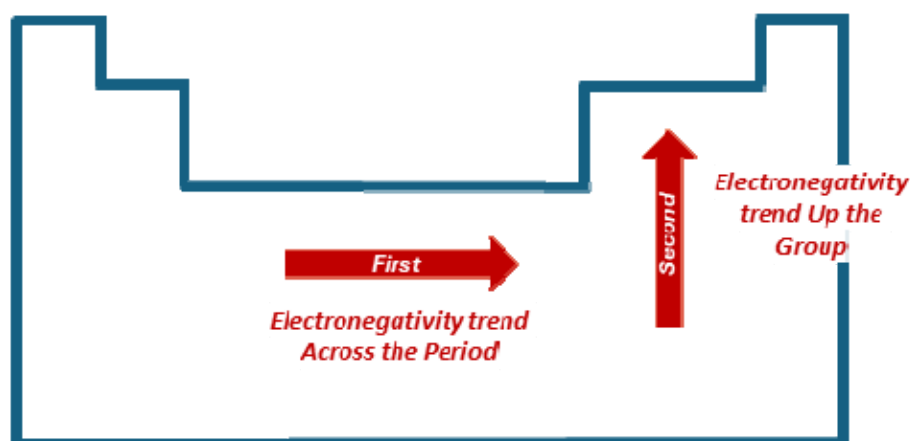 First
Electronegativity trend
Across the Period
Second
Electronegativity
trend Up the
Group